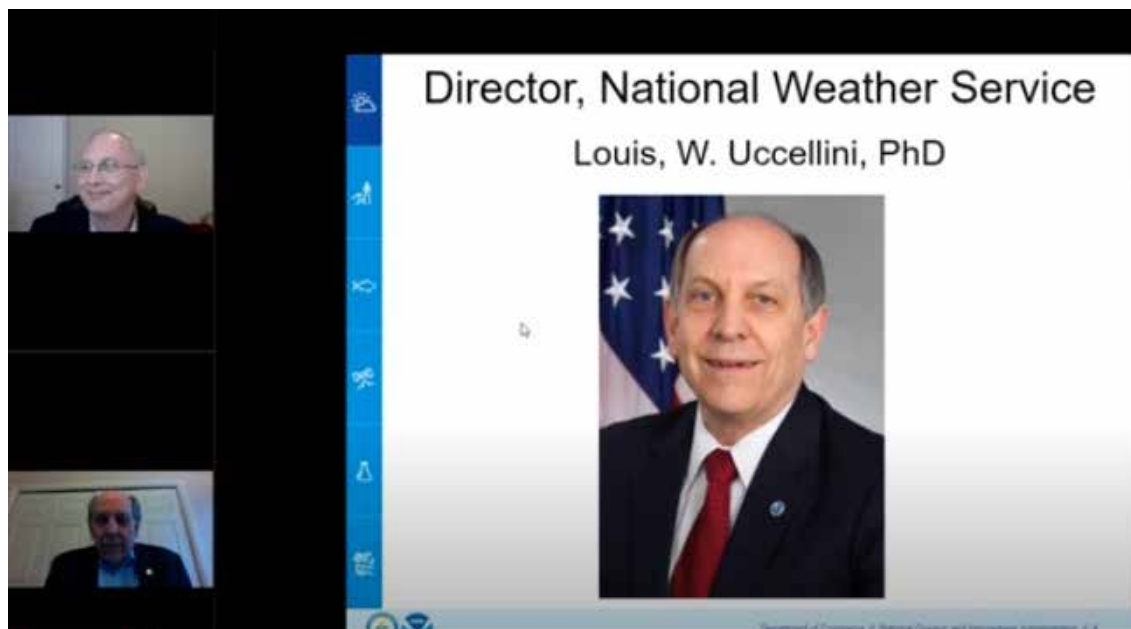 Director, National Weather Service
Louis, W. Uccellini, PhD